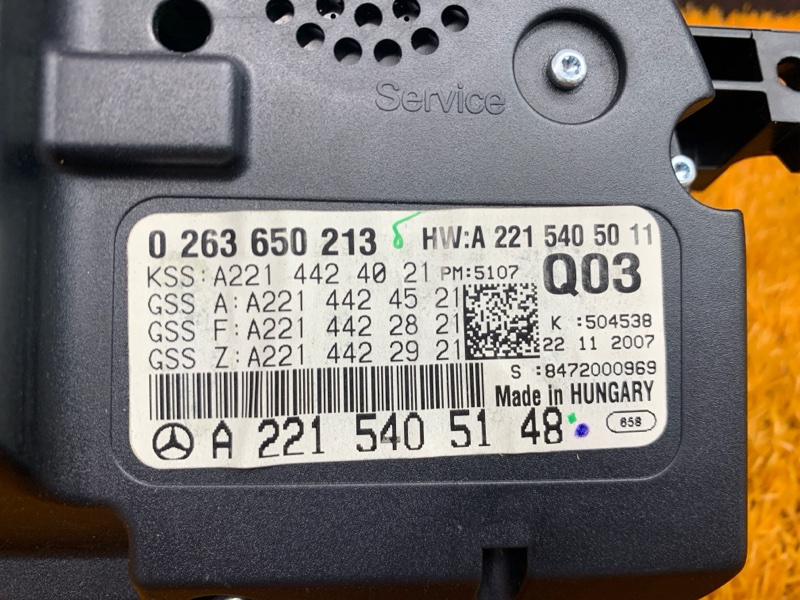 Service
0 263 650 213 HW:A 221 540 50 11
KSS:A221 442 40 21 PM:5107 Q03
GSS A:A221 442 45 21
GSS F:A221 442 28 21 K :504538
GSS Z:A221 442 29 21 22 11 2007
S :8472000969
Made in HUNGARY
A 221 540 51 48 658